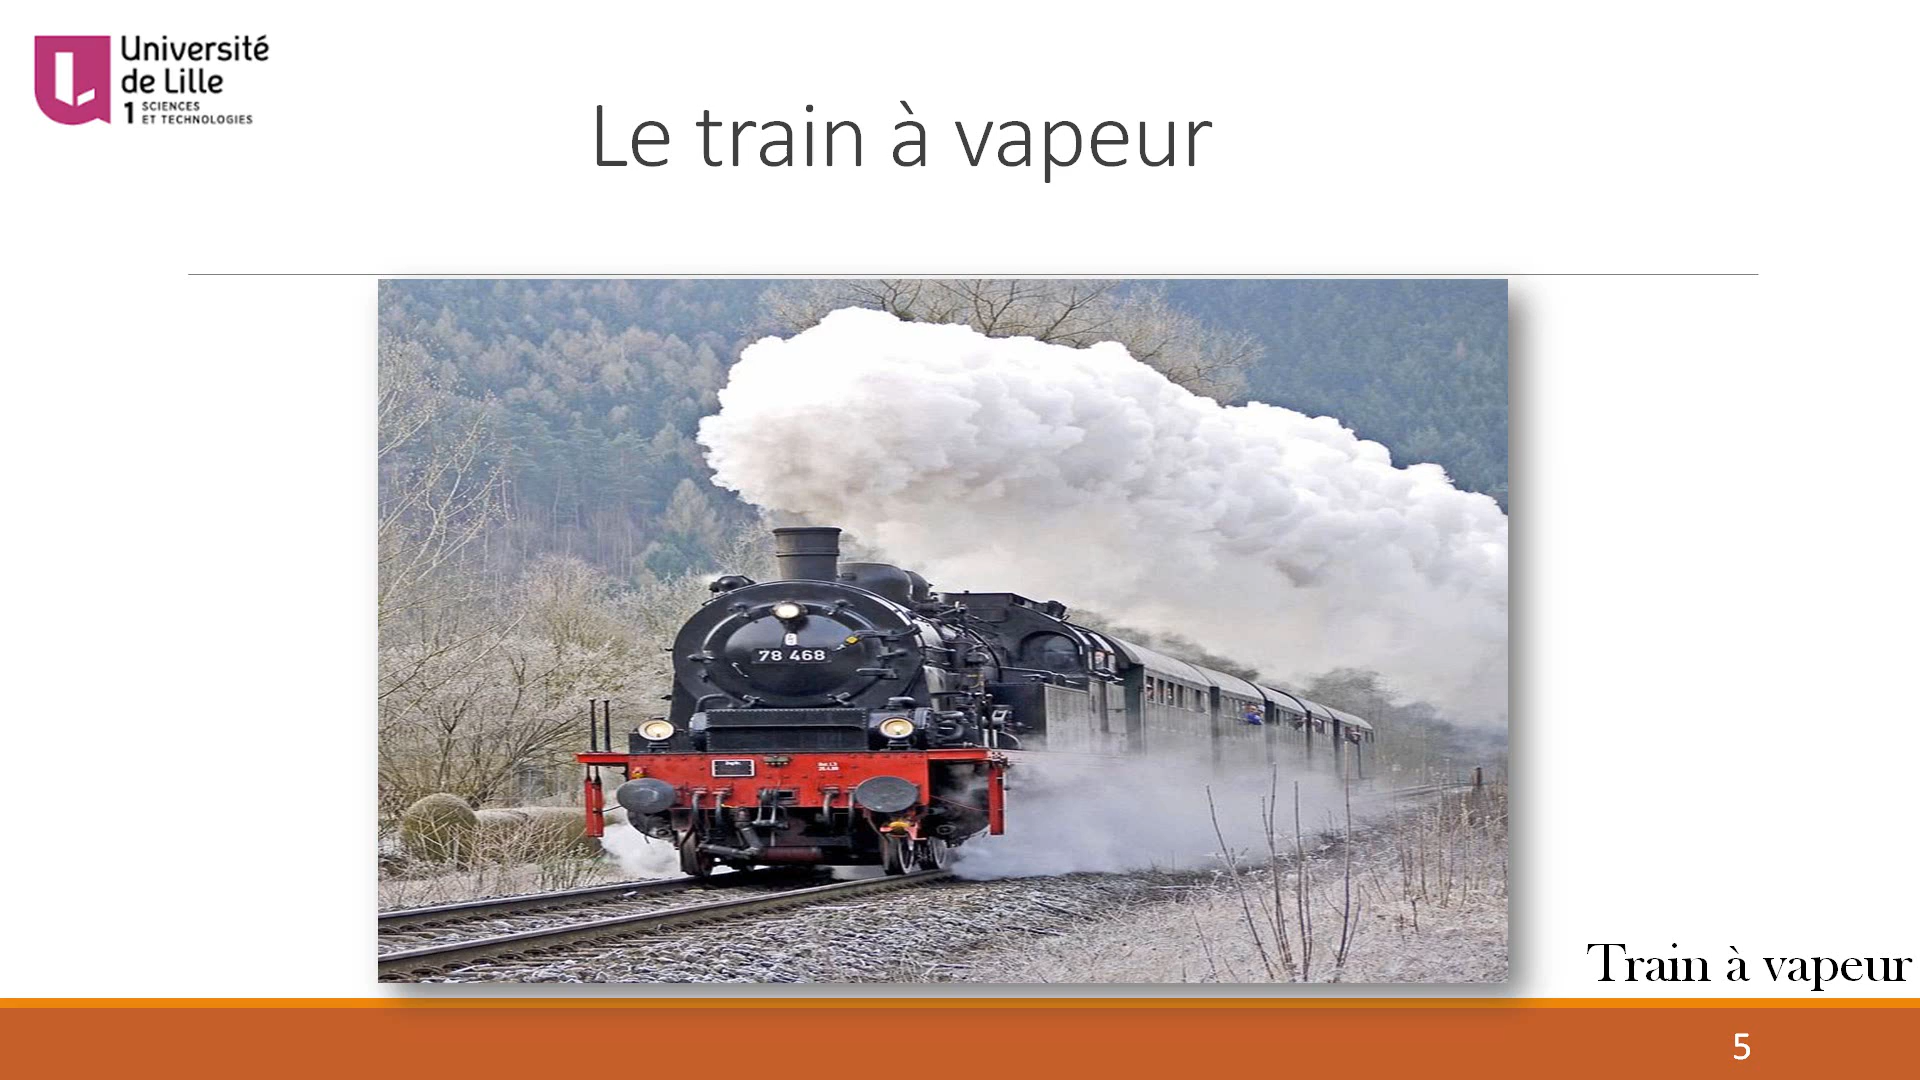 Université
de Lille
1 SCIENCES
ET TECHNOLOGIES
Le train à vapeur
78 468
Train à vapeur
5